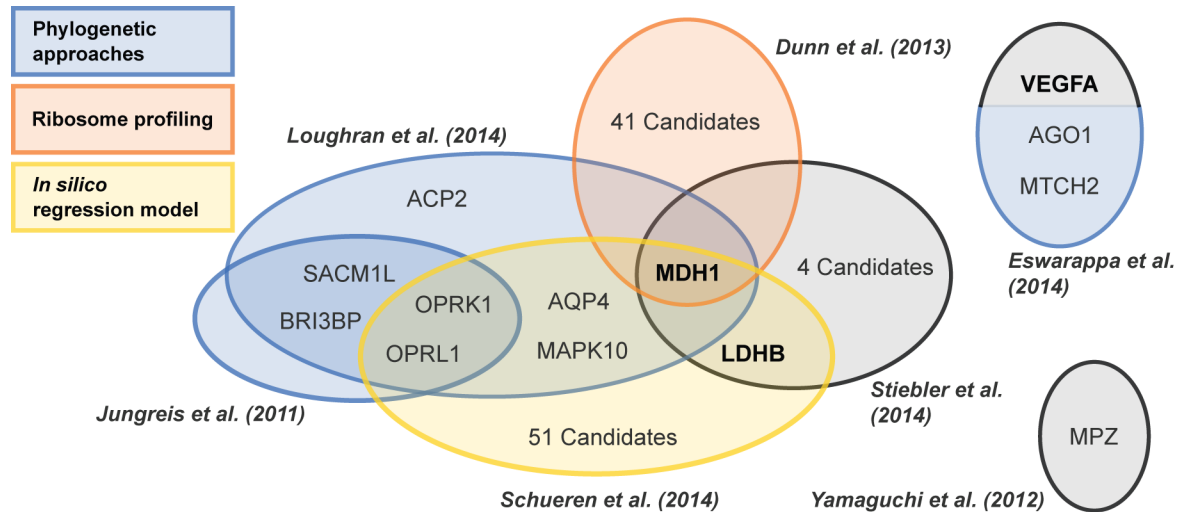 Phylogenetic
approaches
Ribosome profiling
In silico
regression model
Dunn et al. (2013)
41 Candidates
Loughran et al. (2014)
ACP2
SACM1L
BRI3BP
OPRK1
OPRL1
AQP4
MAPK10
MDH1
LDHB
4 Candidates
51 Candidates
Jungreis et al. (2011)
Schueren et al. (2014)
Stiebler et al.
(2014)
VEGFA
AGO1
MTCH2
Eswarappa et al.
(2014)
MPZ
Yamaguchi et al. (2012)